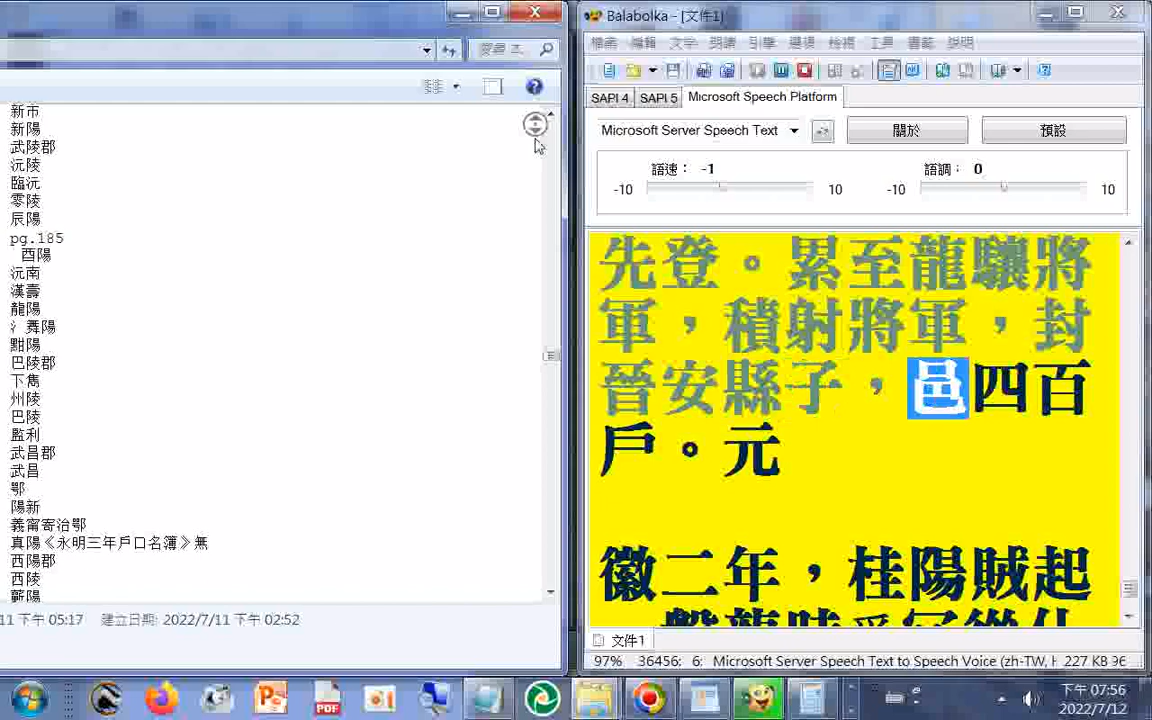 新市
新陽
武陵郡
沅陵
臨沅
零陵
辰陽
pg.185
酉陽
沅南
漢壽
龍陽
氵舞陽
黚陽
巴陵郡
下雋
州陵
巴陵
監利
武昌郡
武昌
鄂
陽新
義甯寄治鄂
真陽《永明三年戶口名簿》無
西陽郡
西陵
蘄陽
11 下午 05:17 建立日期: 2022/7/11 下午 02:52
Balabolka - [文件1]
檔案 編輯 文字 朗讀 引擎 選項 檢視 工具 書籤 說明
SAPI 4 SAPI 5 Microsoft Speech Platform
Microsoft Server Speech Text 關於 預設
語速: -1 語調: 0
-10 10 -10 10
先登。累至龍驤將
軍，積射將軍，封
晉安縣子，邑四百
戶。元
徽二年，桂陽賊起
文件1
97% 36456: 6: Microsoft Server Speech Text to Speech Voice (zh-TW, H 227 KB 96
下午 07:56
2022/7/12